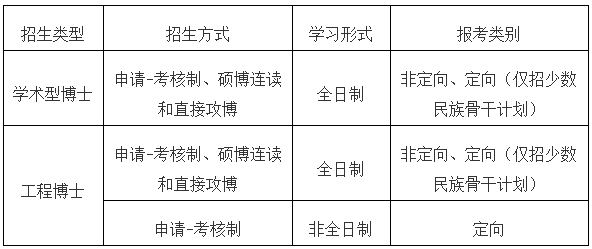 招生类型 招生方式 学习形式 报考类别
学术型博士 申请-考核制、硕博连读 全日制 非定向、定向（仅招少数
和直接攻博 民族骨干计划）
工程博士 申请-考核制、硕博连读 全日制 非定向、定向（仅招少数
和直接攻博 民族骨干计划）
申请-考核制 非全日制 定向